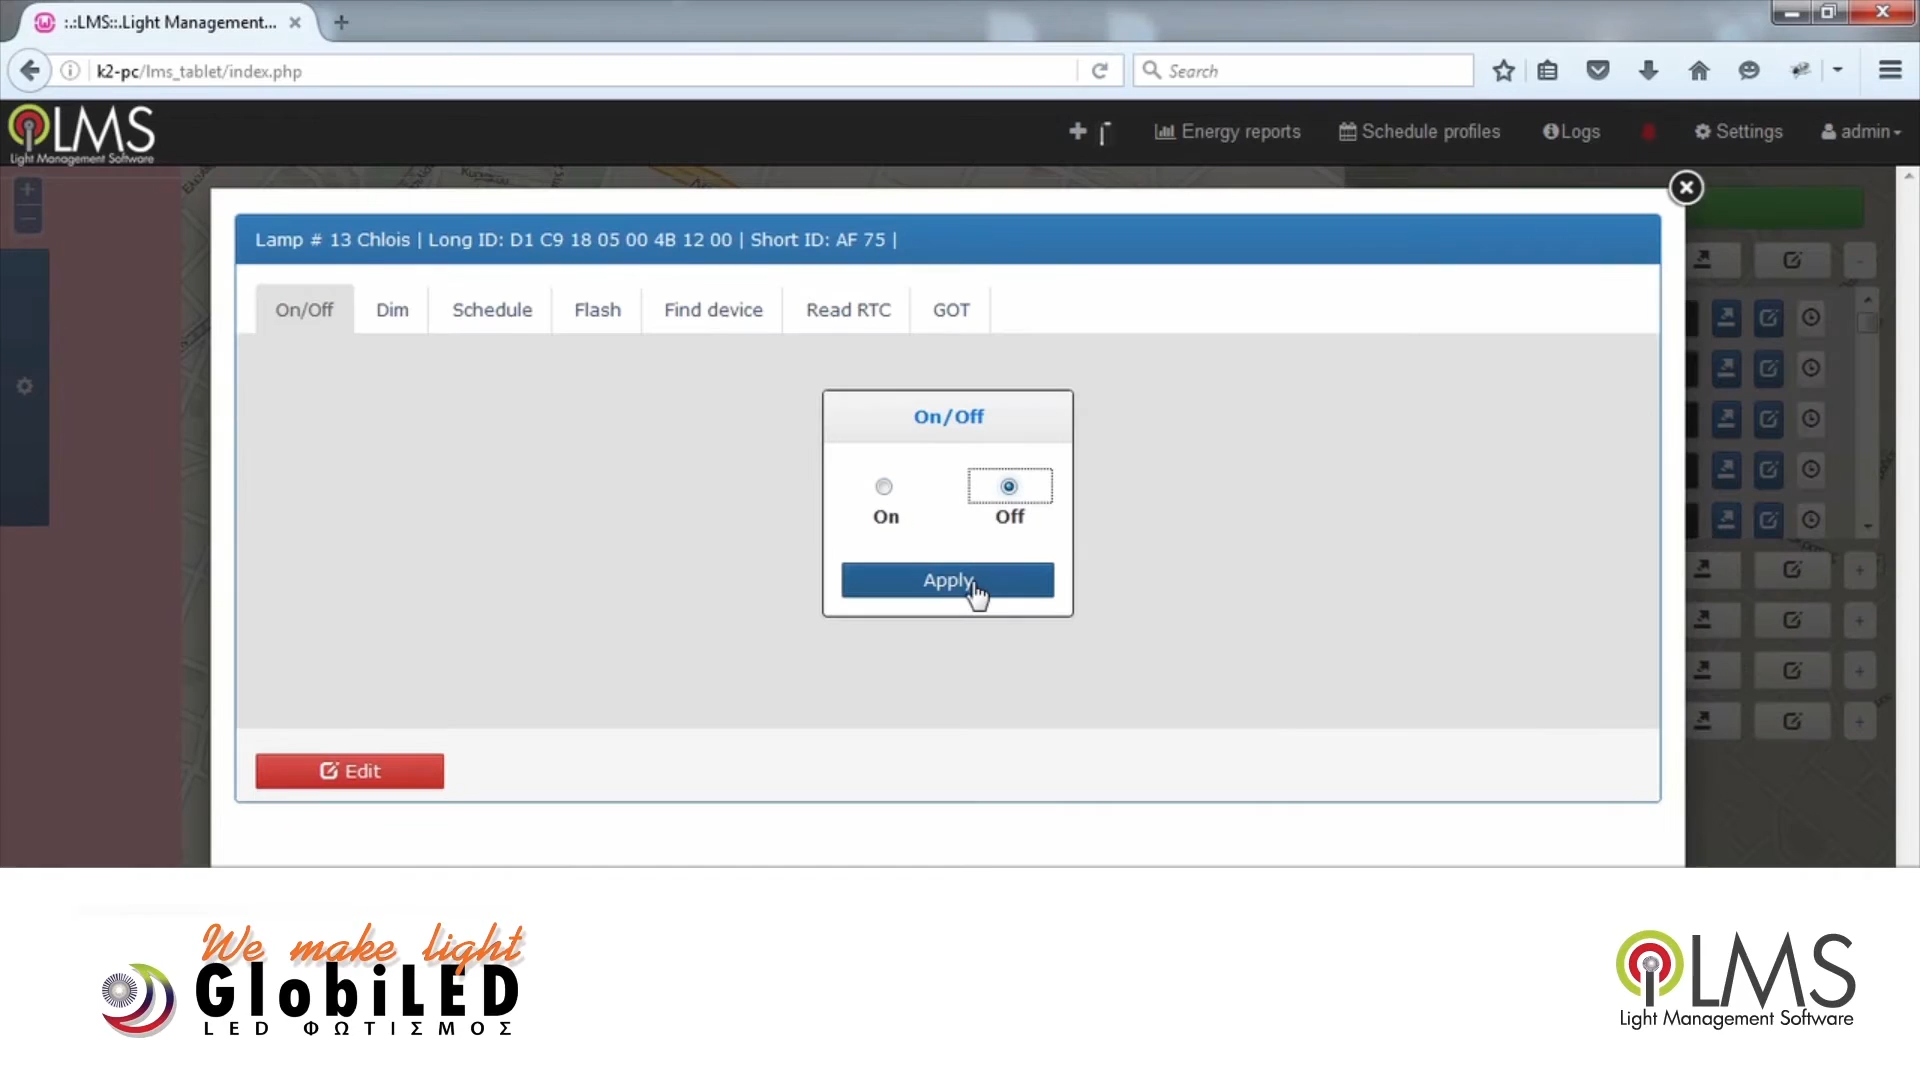 ::LMS::.Light Management...
k2-pc/lms_tablet/index.php
Search
LMS
Light Management Software
Energy reports
Schedule profiles
Logs
Settings
admin
Lamp # 13 Chlois | Long ID: D1 C9 18 05 00 4B 12 00 | Short ID: AF 75 |
On/Off
Dim
Schedule
Flash
Find device
Read RTC
GOT
On/Off
On
Off
Apply
Edit
We make light
GlobiLED
LED ΦΩΤΙΣΜΟΣ
LMS
Light Management Software